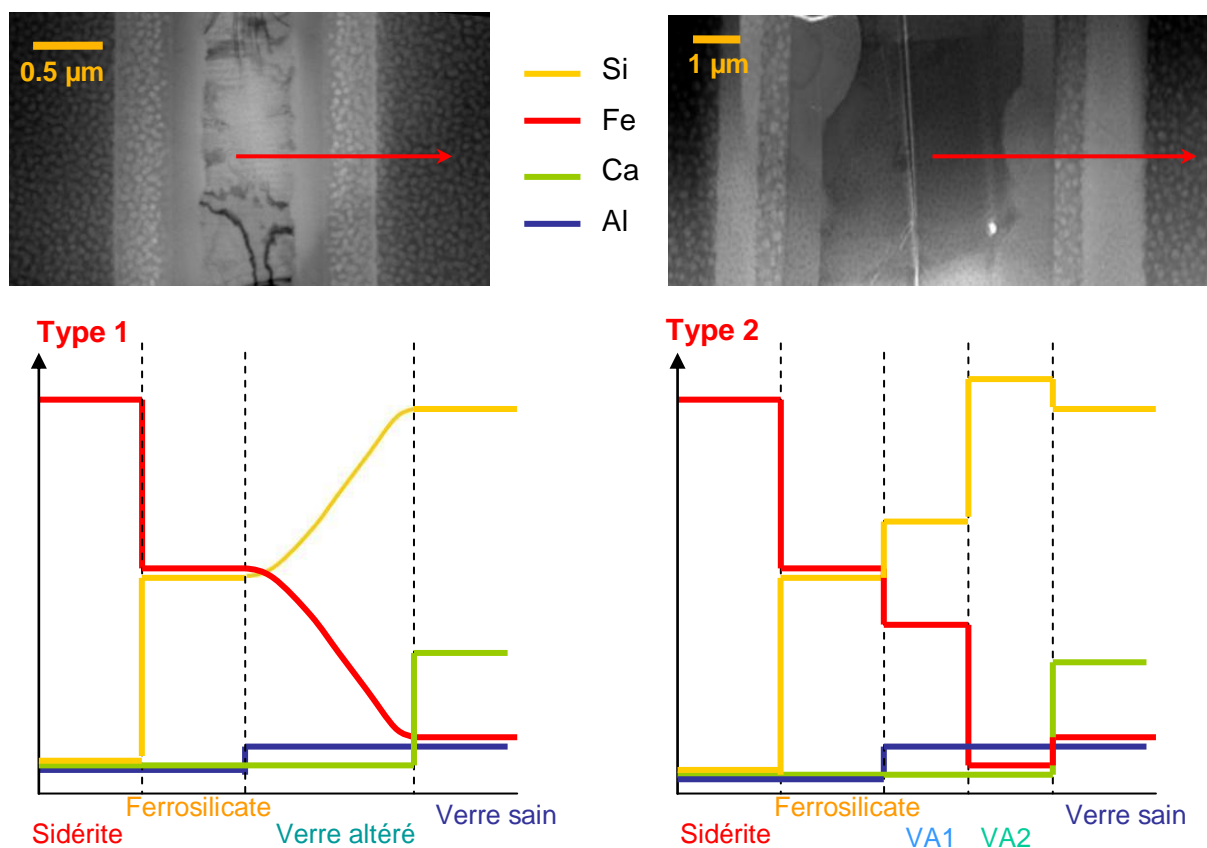 0.5 µm
Si
Fe
Ca
Al
1 µm
Type 1
Type 2
Ferrosilicate
Sidérite
Verre altéré
Verre sain
Ferrosilicate
Sidérite
VA1
VA2
Verre sain